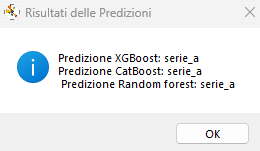 Risultati delle Predizioni
Predizione XGBoost: serie_a
Predizione CatBoost: serie_a
Predizione Random forest: serie_a
OK